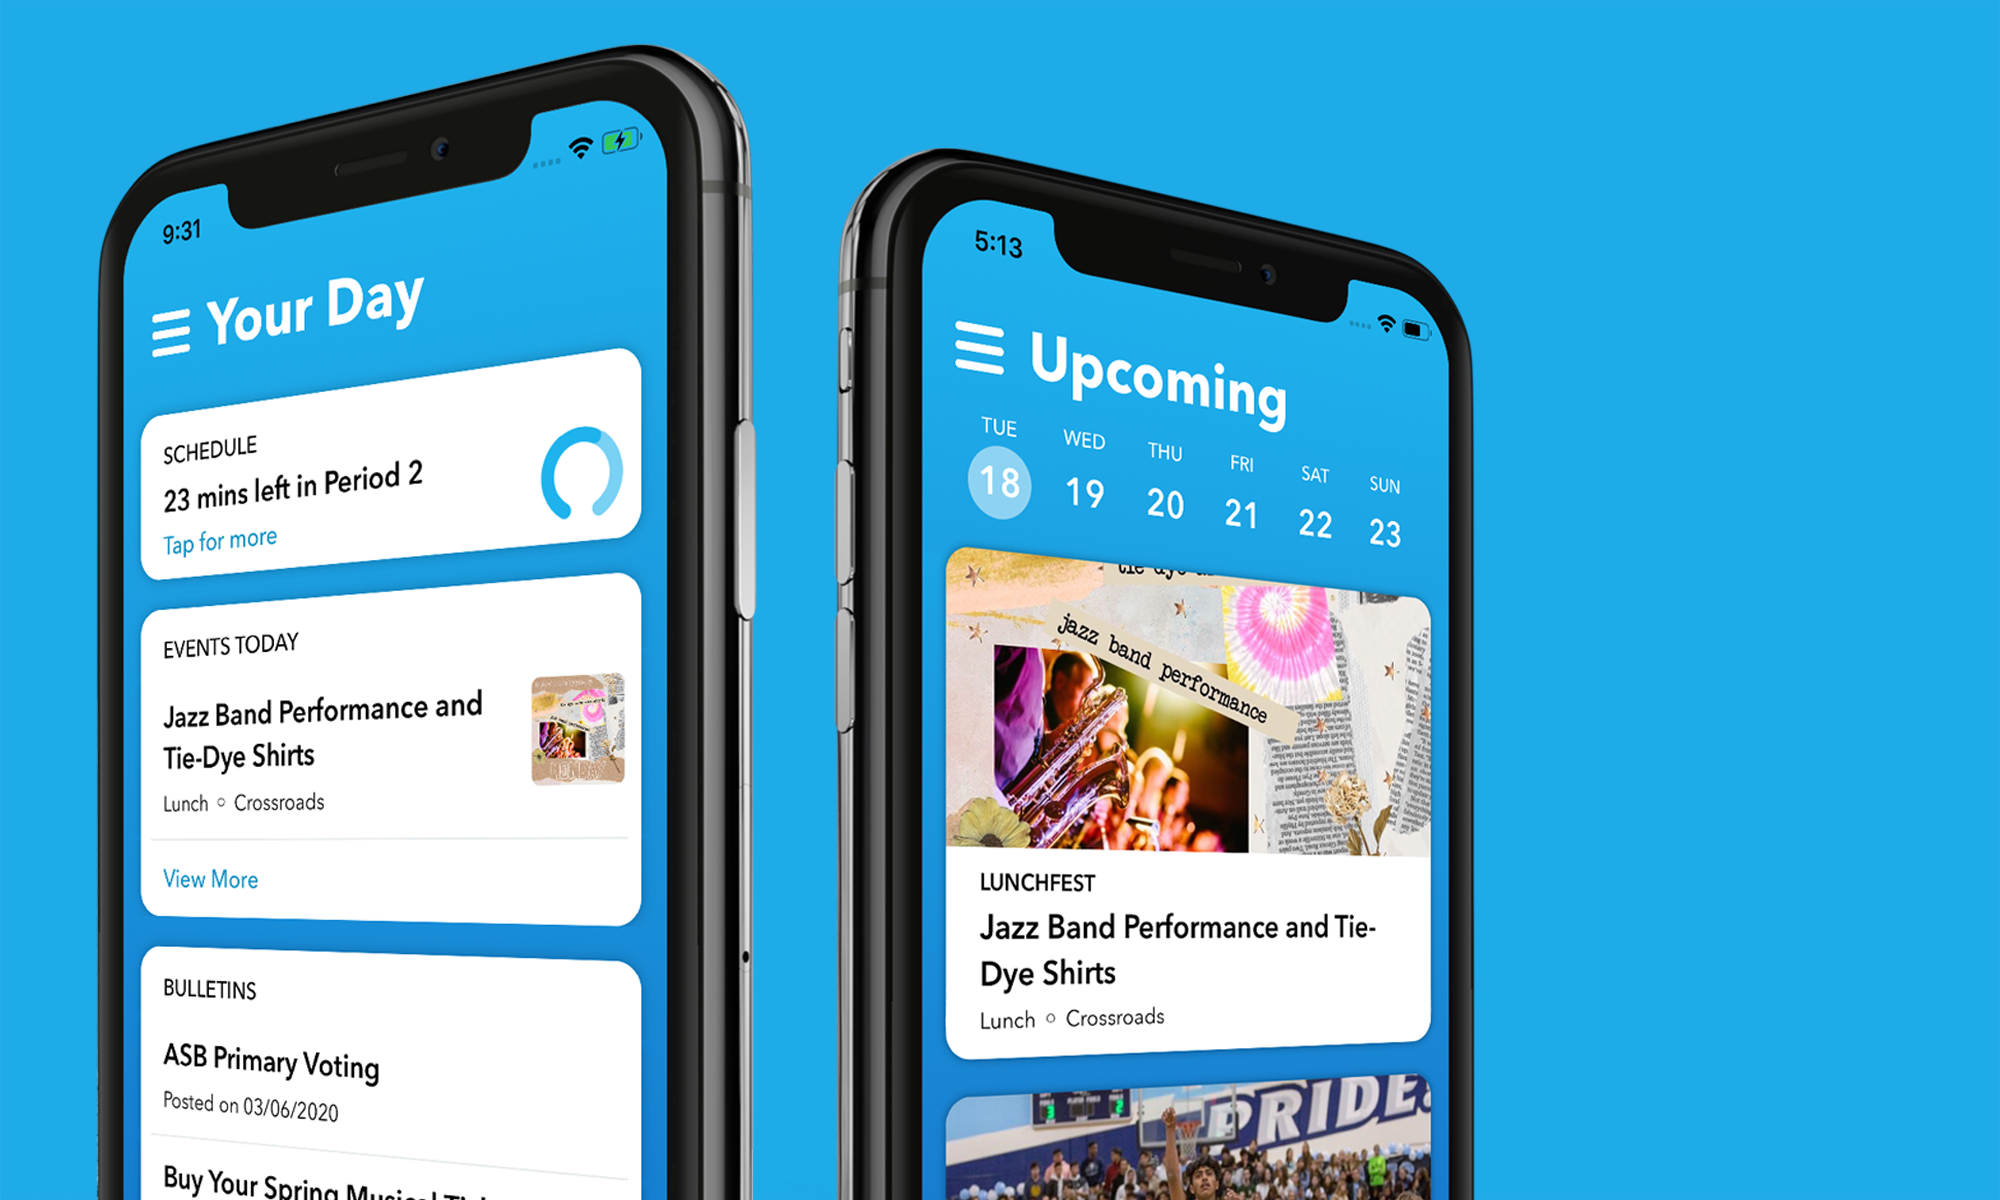 9:31
Your Day
SCHEDULE
23 mins left in Period 2
Tap for more
EVENTS TODAY
Jazz Band Performance and
Tie-Dye Shirts
Lunch ○ Crossroads
View More
BULLETINS
ASB Primary Voting
Posted on 03/06/2020
Buy Your Spring Musical
5:13
Upcoming
TUE WED THU FRI SAT SUN
18 19 20 21 22 23
tie dye
jazz band performance
LUNCHFEST
Jazz Band Performance and Tie-
Dye Shirts
Lunch ○ Crossroads
PRIDE